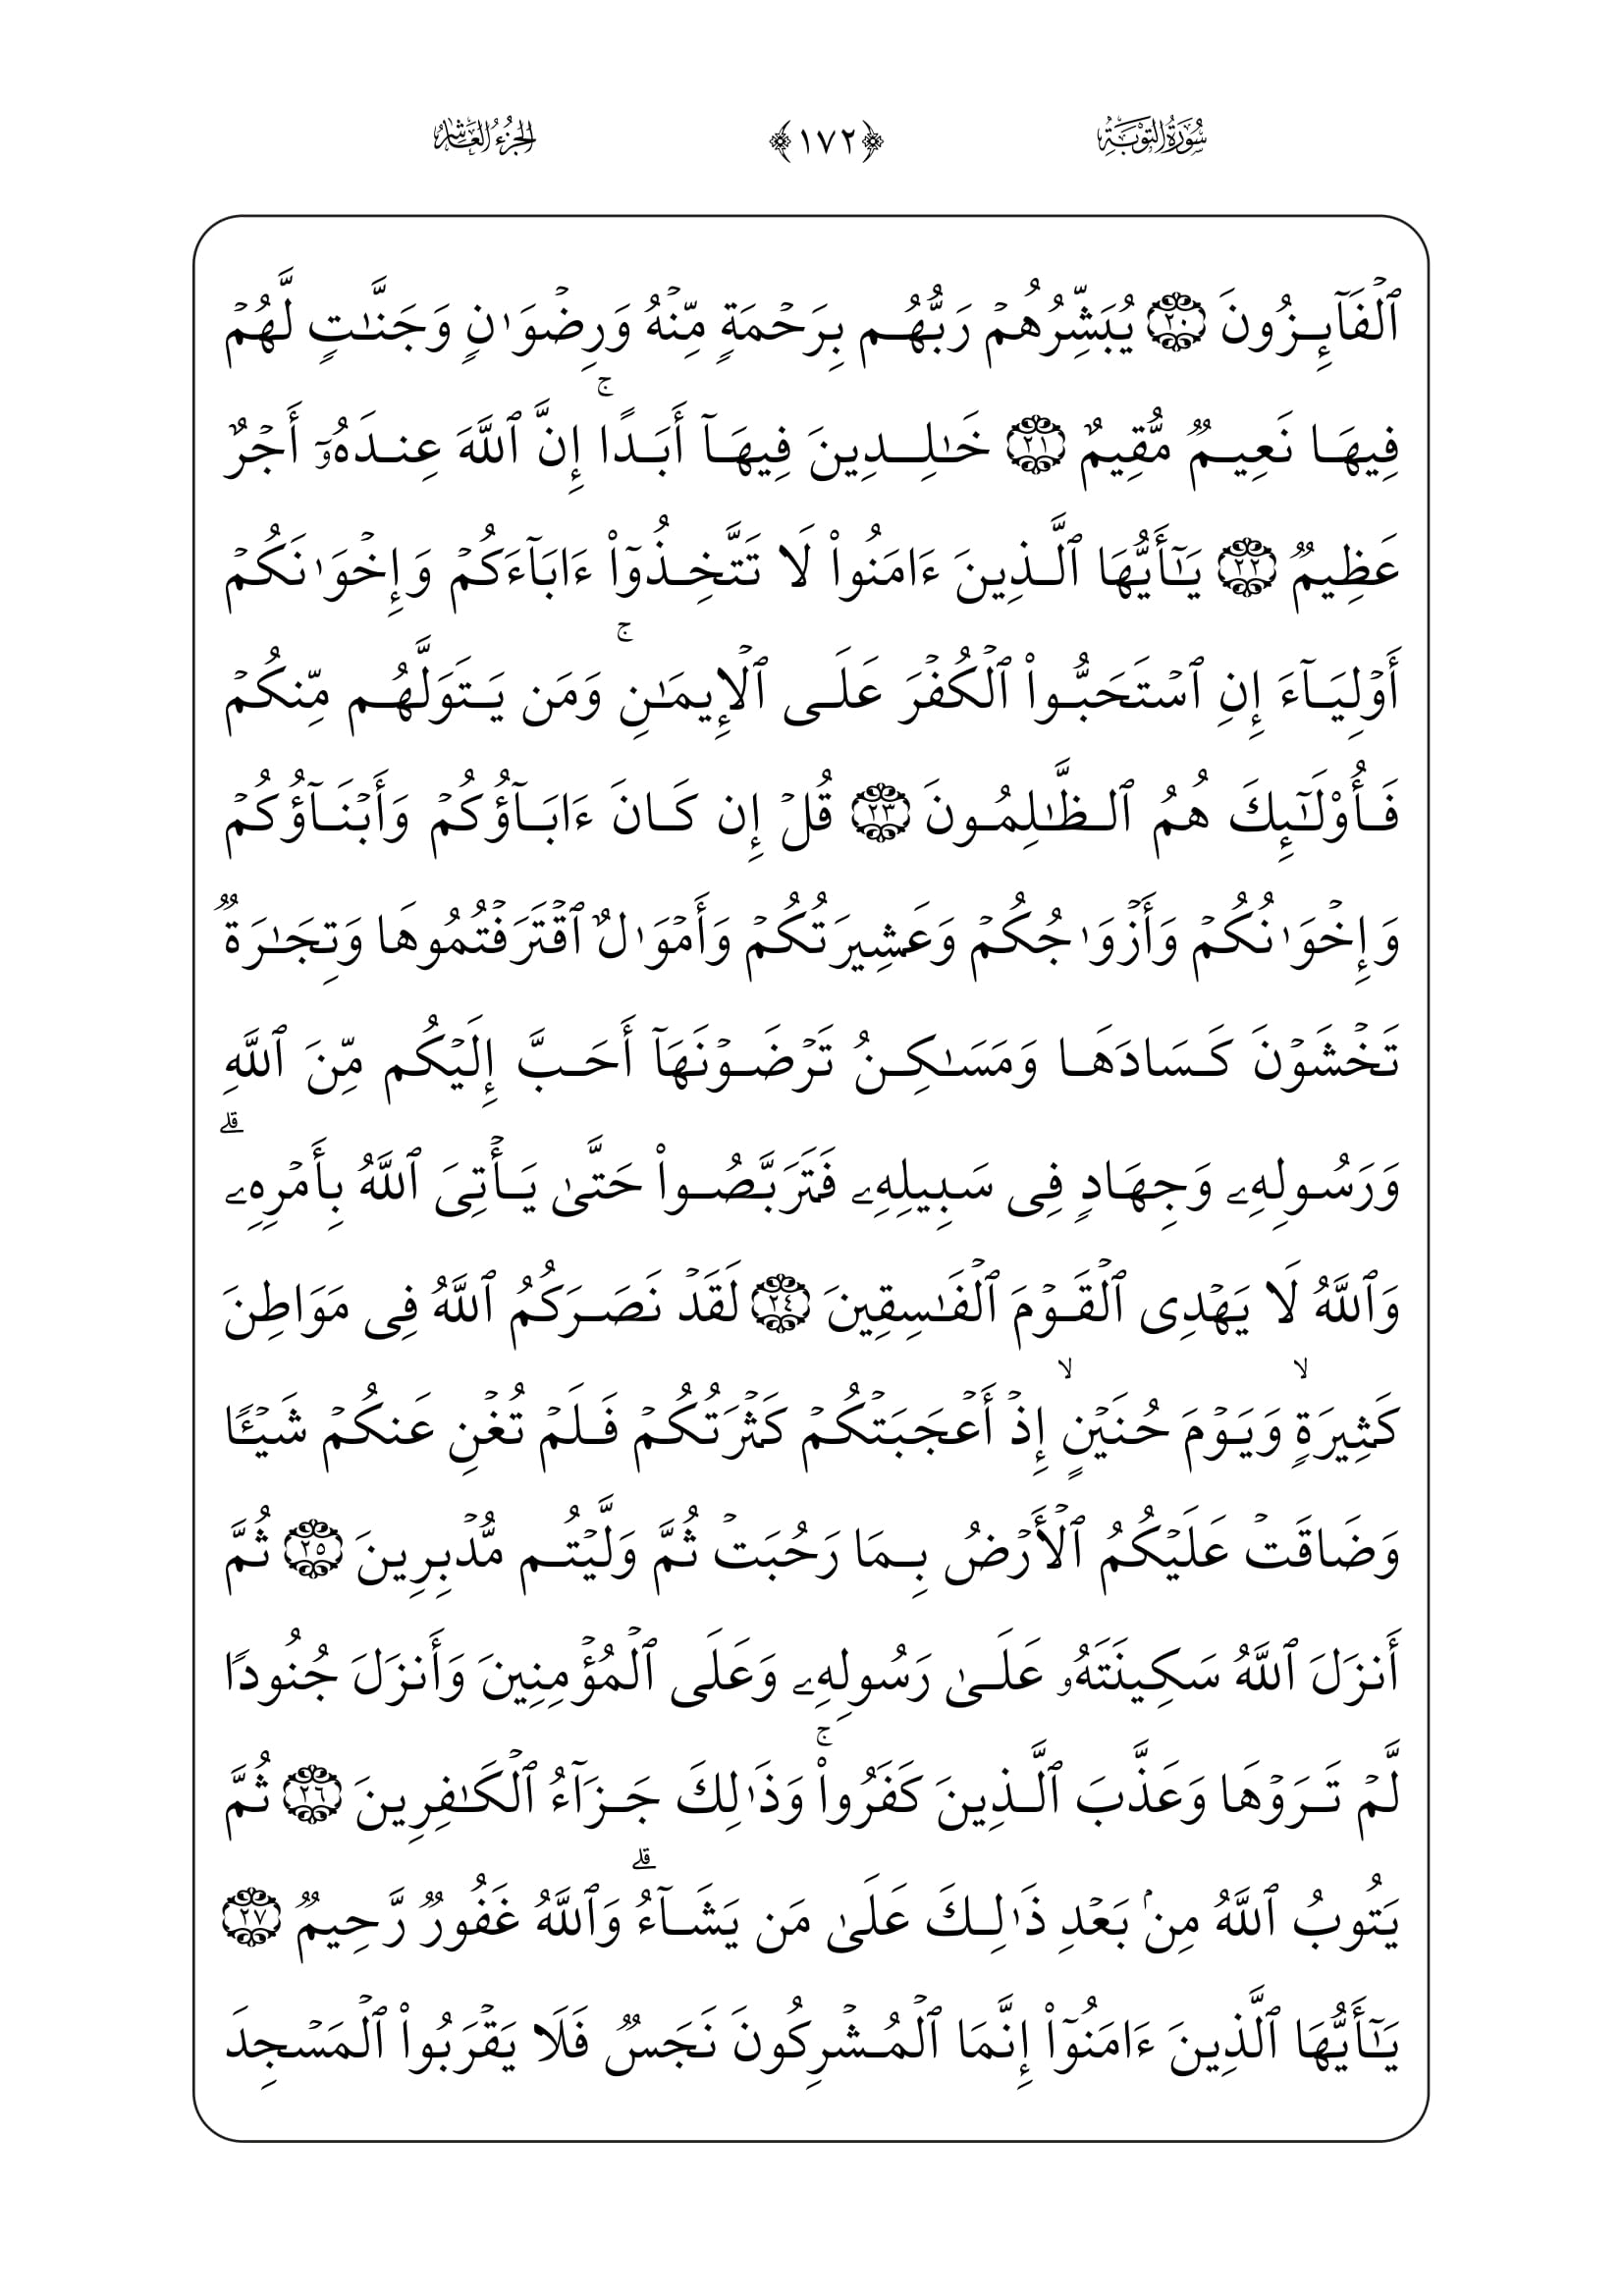 سُورَةُ التَّوۡبَةِ ﴿١٧٢﴾ الجُزءُ العَاشِرُ
ٱلۡفَآئِزُونَ ٢٠ يُبَشِّرُهُمۡ رَبُّهُم بِرَحۡمَةٖ مِّنۡهُ وَرِضۡوَٰنٖ وَجَنَّٰتٖ لَّهُمۡ
فِيهَا نَعِيمٞ مُّقِيمٌ ٢١ خَٰلِدِينَ فِيهَآ أَبَدًاۚ إِنَّ ٱللَّهَ عِندَهُۥٓ أَجۡرٌ
عَظِيمٞ ٢٢ يَٰٓأَيُّهَا ٱلَّذِينَ ءَامَنُواْ لَا تَتَّخِذُوٓاْ ءَابَآءَكُمۡ وَإِخۡوَٰنَكُمۡ
أَوۡلِيَآءَ إِنِ ٱسۡتَحَبُّواْ ٱلۡكُفۡرَ عَلَى ٱلۡإِيمَٰنِۚ وَمَن يَتَوَلَّهُم مِّنكُمۡ
فَأُوْلَٰٓئِكَ هُمُ ٱلظَّٰلِمُونَ ٢٣ قُلۡ إِن كَانَ ءَابَآؤُكُمۡ وَأَبۡنَآؤُكُمۡ
وَإِخۡوَٰنُكُمۡ وَأَزۡوَٰجُكُمۡ وَعَشِيرَتُكُمۡ وَأَمۡوَٰلٌ ٱقۡتَرَفۡتُمُوهَا وَتِجَٰرَةٞ
تَخۡشَوۡنَ كَسَادَهَا وَمَسَٰكِنُ تَرۡضَوۡنَهَآ أَحَبَّ إِلَيۡكُم مِّنَ ٱللَّهِ
وَرَسُولِهِۦ وَجِهَادٖ فِي سَبِيلِهِۦ فَتَرَبَّصُواْ حَتَّىٰ يَأۡتِيَ ٱللَّهُ بِأَمۡرِهِۦۗ
وَٱللَّهُ لَا يَهۡدِي ٱلۡقَوۡمَ ٱلۡفَٰسِقِينَ ٢٤ لَقَدۡ نَصَرَكُمُ ٱللَّهُ فِي مَوَاطِنَ
كَثِيرَةٖۙ وَيَوۡمَ حُنَيۡنٍۙ إِذۡ أَعۡجَبَتۡكُمۡ كَثۡرَتُكُمۡ فَلَمۡ تُغۡنِ عَنكُمۡ شَيۡـٔٗا
وَضَاقَتۡ عَلَيۡكُمُ ٱلۡأَرۡضُ بِمَا رَحُبَتۡ ثُمَّ وَلَّيۡتُم مُّدۡبِرِينَ ٢٥ ثُمَّ
أَنزَلَ ٱللَّهُ سَكِينَتَهُۥ عَلَىٰ رَسُولِهِۦ وَعَلَى ٱلۡمُؤۡمِنِينَ وَأَنزَلَ جُنُودٗا
لَّمۡ تَرَوۡهَا وَعَذَّبَ ٱلَّذِينَ كَفَرُواْۚ وَذَٰلِكَ جَزَآءُ ٱلۡكَٰفِرِينَ ٢٦ ثُمَّ
يَتُوبُ ٱللَّهُ مِنۢ بَعۡدِ ذَٰلِكَ عَلَىٰ مَن يَشَآءُۗ وَٱللَّهُ غَفُورٞ رَّحِيمٞ ٢٧
يَٰٓأَيُّهَا ٱلَّذِينَ ءَامَنُوٓاْ إِنَّمَا ٱلۡمُشۡرِكُونَ نَجَسٞ فَلَا يَقۡرَبُواْ ٱلۡمَسۡجِدَ